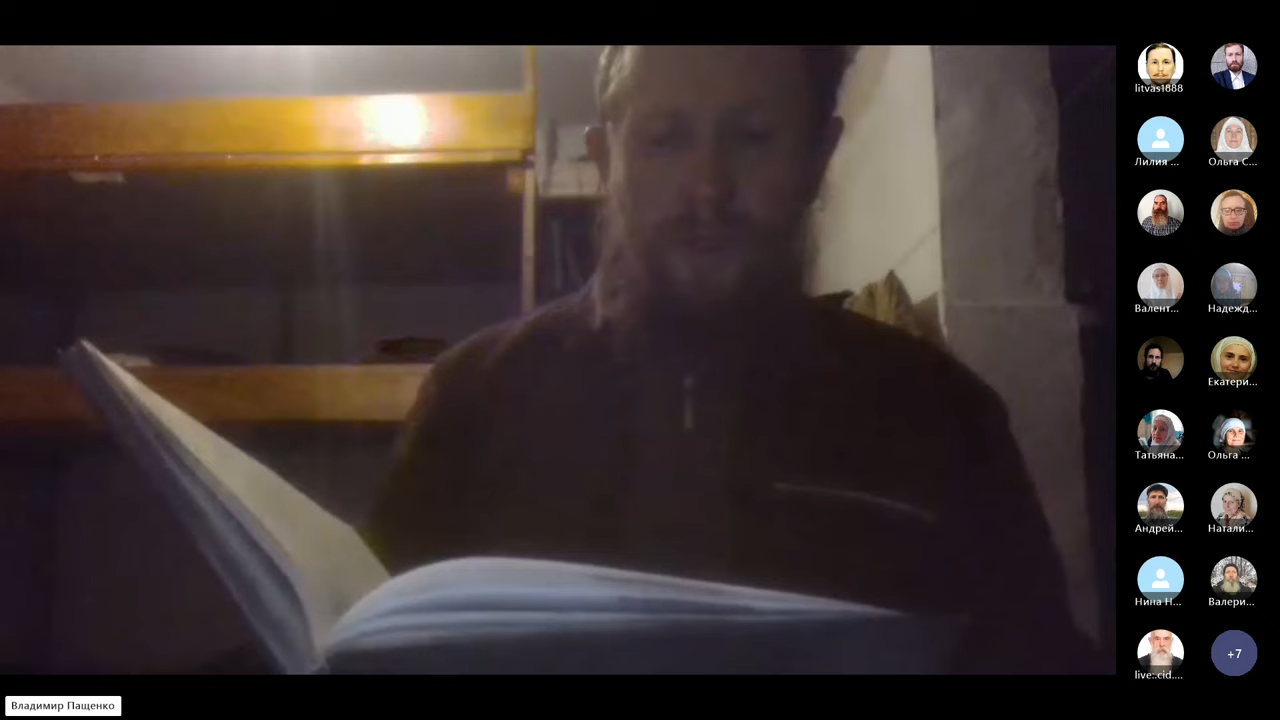 litvas1888
Лилия ...
Ольга С...
Валент...
Надежд...
Екатери...
Татьяна...
Ольга ...
Андрей...
Натали...
Нина Н...
Валери...
live:.cid....
+7
Владимир Пащенко